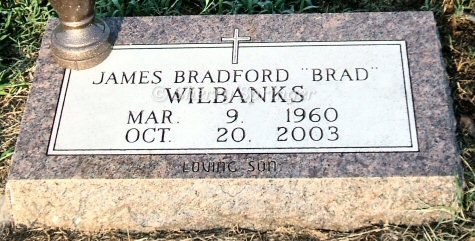 JAMES BRADFORD "BRAD"
WILBANKS
MAR. 9. 1960
OCT. 20. 2003
LOVING SON